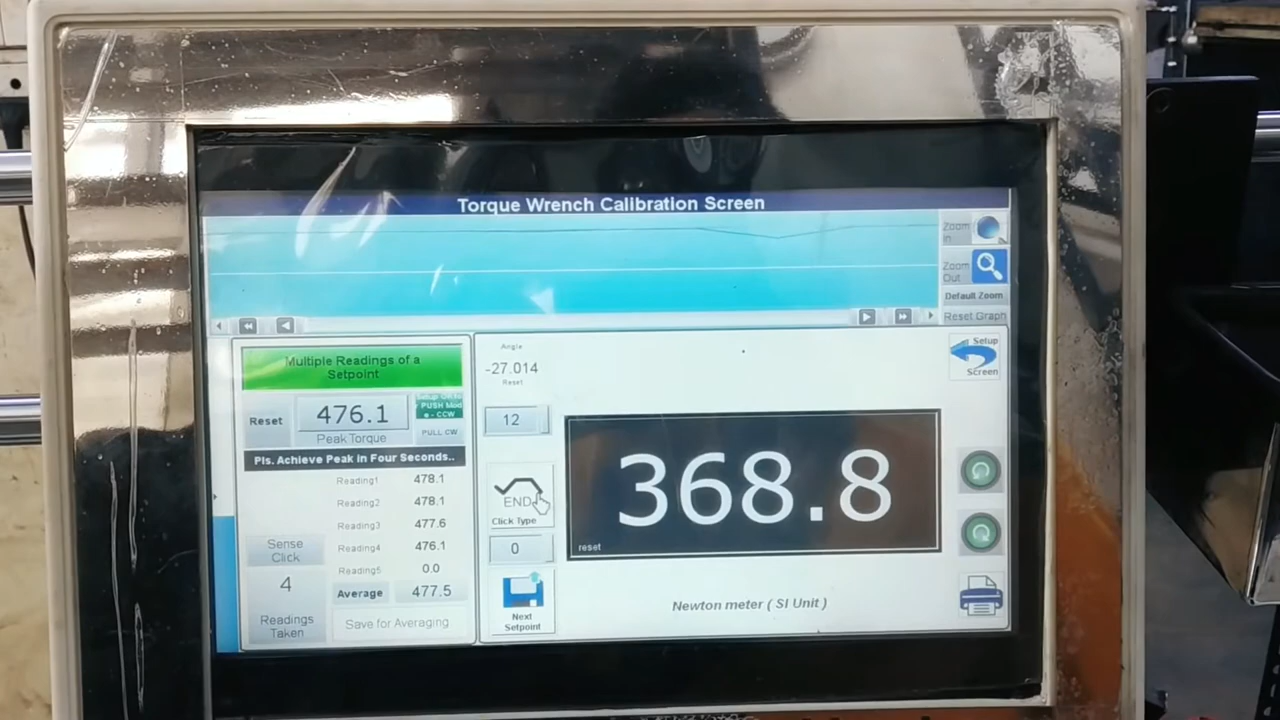 Torque Wrench Calibration Screen
Zoom In
Zoom Out
Default Zoom
Reset Graph
Multiple Readings of a
Setpoint
Reset
476.1
Peak Torque
PUSH Mod
e - CCW
PULL CW
Pls. Achieve Peak in Four Seconds..
Reading1 478.1
Reading2 478.1
Reading3 477.6
Reading4 476.1
Reading5 0.0
Average 477.5
Sense
Click
4
Readings
Taken
Save for Averaging
Angle
-27.014
Reset
12
END
Click Type
0
Next
Setpoint
368.8
reset
Newton meter ( SI Unit )
Setup
Screen